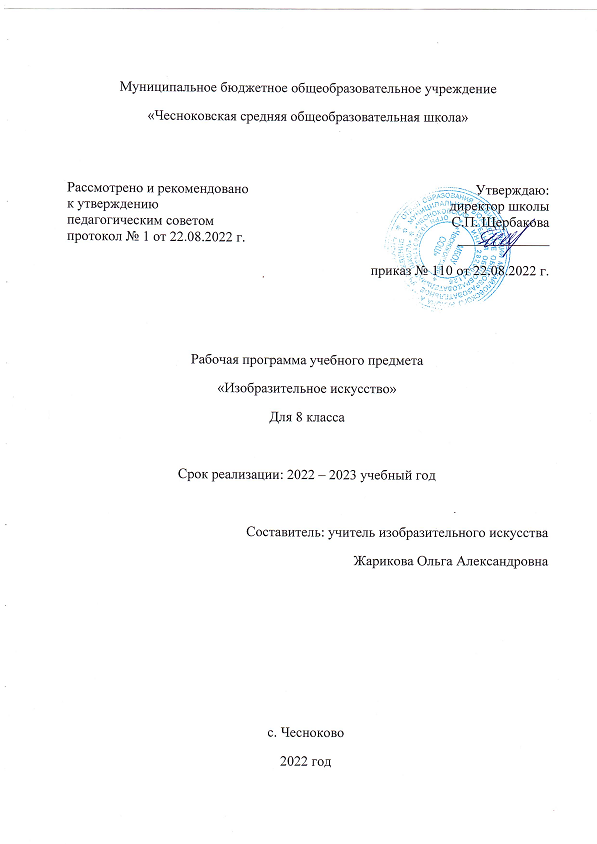 Муниципальное бюджетное общеобразовательное учреждение
«Чесноковская средняя общеобразовательная школа»
Рассмотрено и рекомендовано
к утверждению
педагогическим советом
протокол № 1 от 22.08.2022 г.
Утверждаю:
директор школы
С.П. Щербакова
приказ № 110 от 22.08.2022 г.
Рабочая программа учебного предмета
«Изобразительное искусство»
Для 8 класса
Срок реализации: 2022 – 2023 учебный год
Составитель: учитель изобразительного искусства
Жарикова Ольга Александровна
с. Чесноково
2022 год